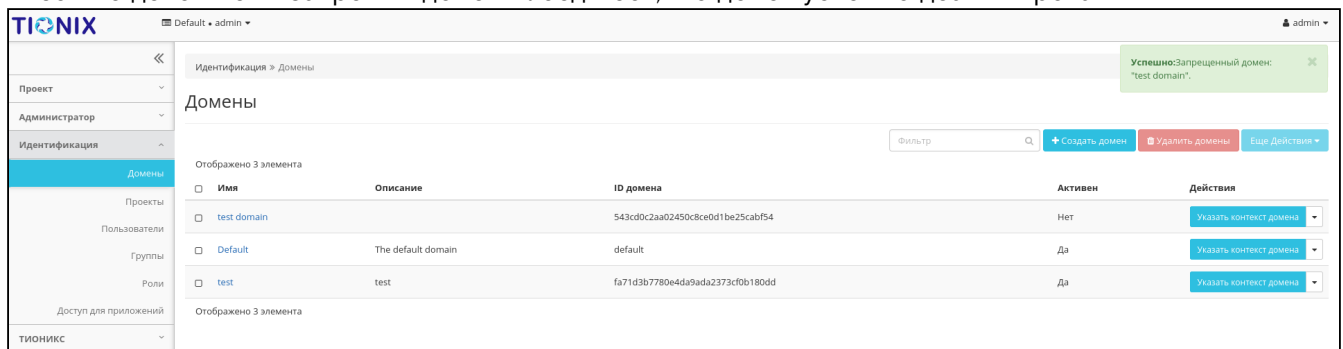 TIONIX
Default • admin
admin
Идентификация » Домены
Успешно:Запрещенный домен:
"test domain".
Проект
Администратор
Идентификация
Домены
Проекты
Пользователи
Группы
Роли
Доступ для приложений
ТИОНИКС
Домены
Фильтр
+ Создать домен
Удалить домены
Еще Действия
Отображено 3 элемента
Имя Описание ID домена Активен Действия
test domain 543cd0c2aa02450c8ce0d1be25cabf54 Нет Указать контекст домена
Default The default domain default Да Указать контекст домена
test test fa71d3b7780e4da9ada2373cf0b180dd Да Указать контекст домена
Отображено 3 элемента